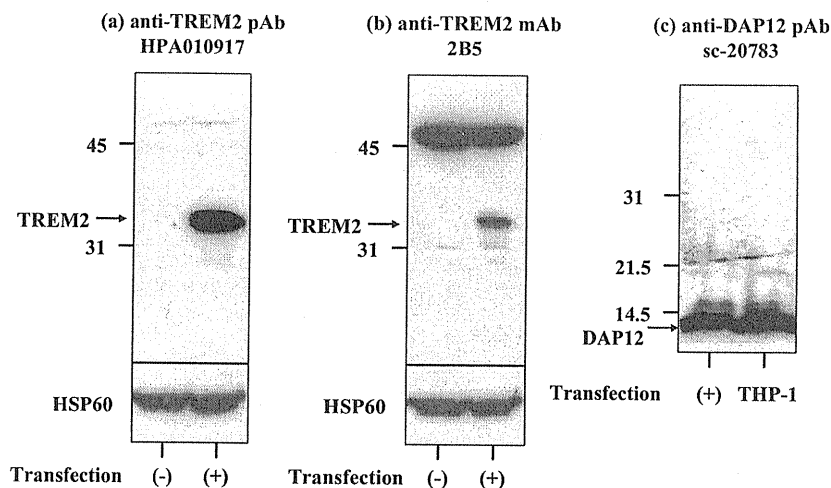 (a) anti-TREM2 pAb
HPA010917
45
TREM2
31
HSP60
Transfection (-) (+)
(b) anti-TREM2 mAb
2B5
45
TREM2
31
HSP60
Transfection (-) (+)
(c) anti-DAP12 pAb
sc-20783
31
21.5
14.5
DAP12
Transfection (+) THP-1